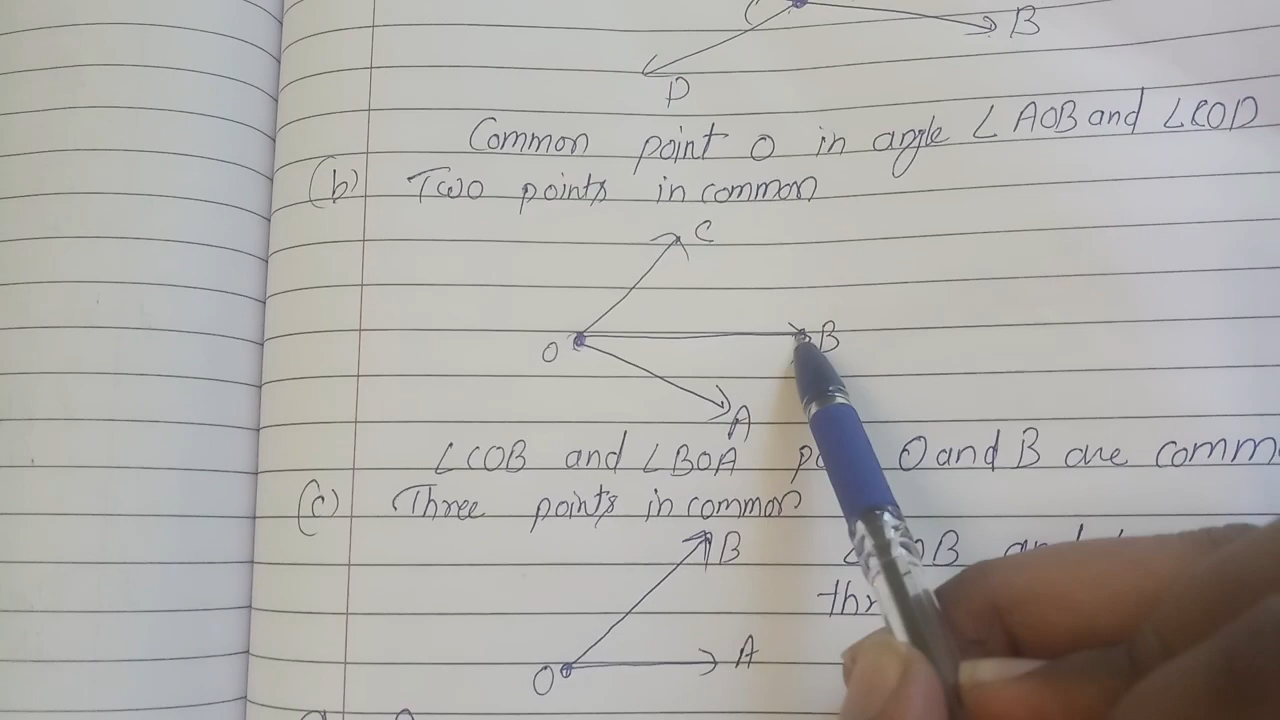 B
D
Common point O in angle ∠AOB and ∠COD
(b) Two points in common
C
O B
A
∠COB and ∠BOA O and B are
(c) Three points in common
B
O A